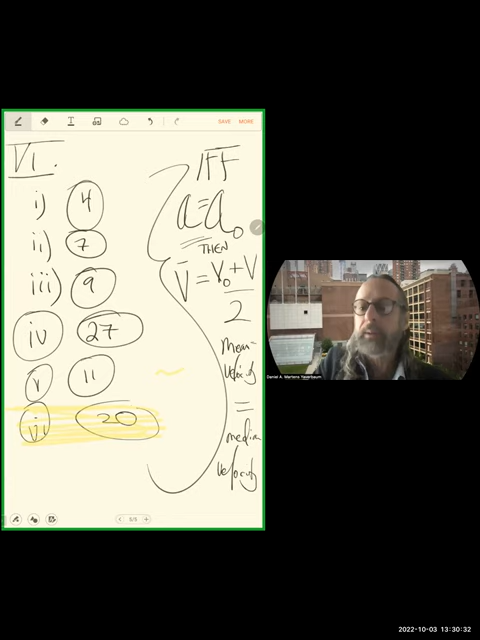 SAVE MORE
VI.
i) 4
ii) 7
iii) 9
iv 27
v 11
vi 20
IFF
a = a₀
THEN
V̄ = V₀ + V
2
Mean
velocity
=
median
velocity
5/5
Daniel A. Martens Yaverbaum
2022-10-03 13:30:32